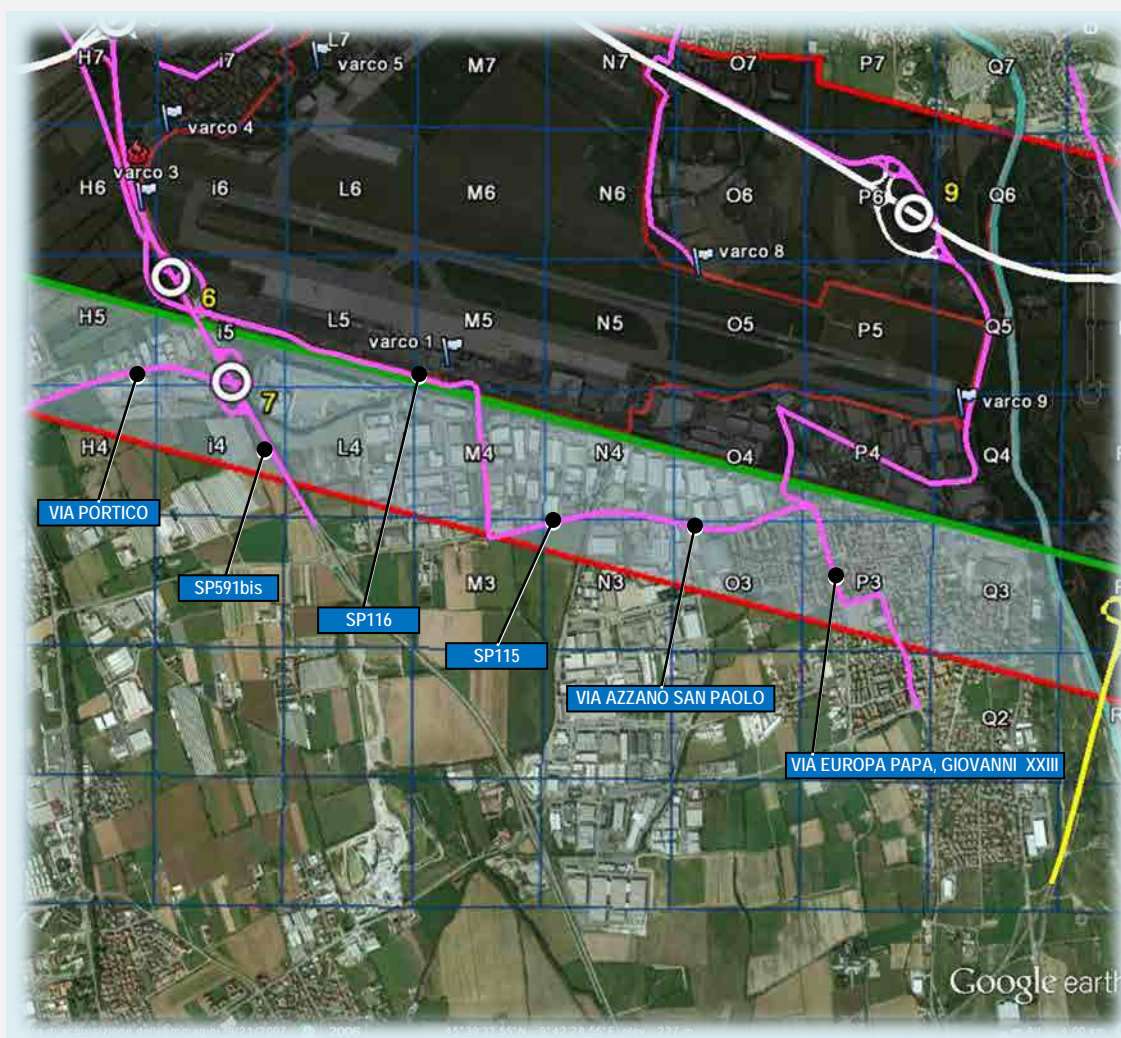 H7
i7
L7
varco 5
M7
N7
O7
P7
Q7
N
varco 4
varco 3
H6
i6
L6
M6
N6
O6
P6
9
Q6
varco 8
6
H5
i5
L5
varco 1
M5
N5
O5
P5
Q5
7
varco 9
H4
i4
L4
M4
N4
O4
P4
Q4
VIA PORTICO
SP591bis
SP116
M3
N3
O3
P3
Q3
SP115
VIA AZZANO SAN PAOLO
Q2
VIA EUROPA PAPA, GIOVANNI XXIII
Google earth
2006